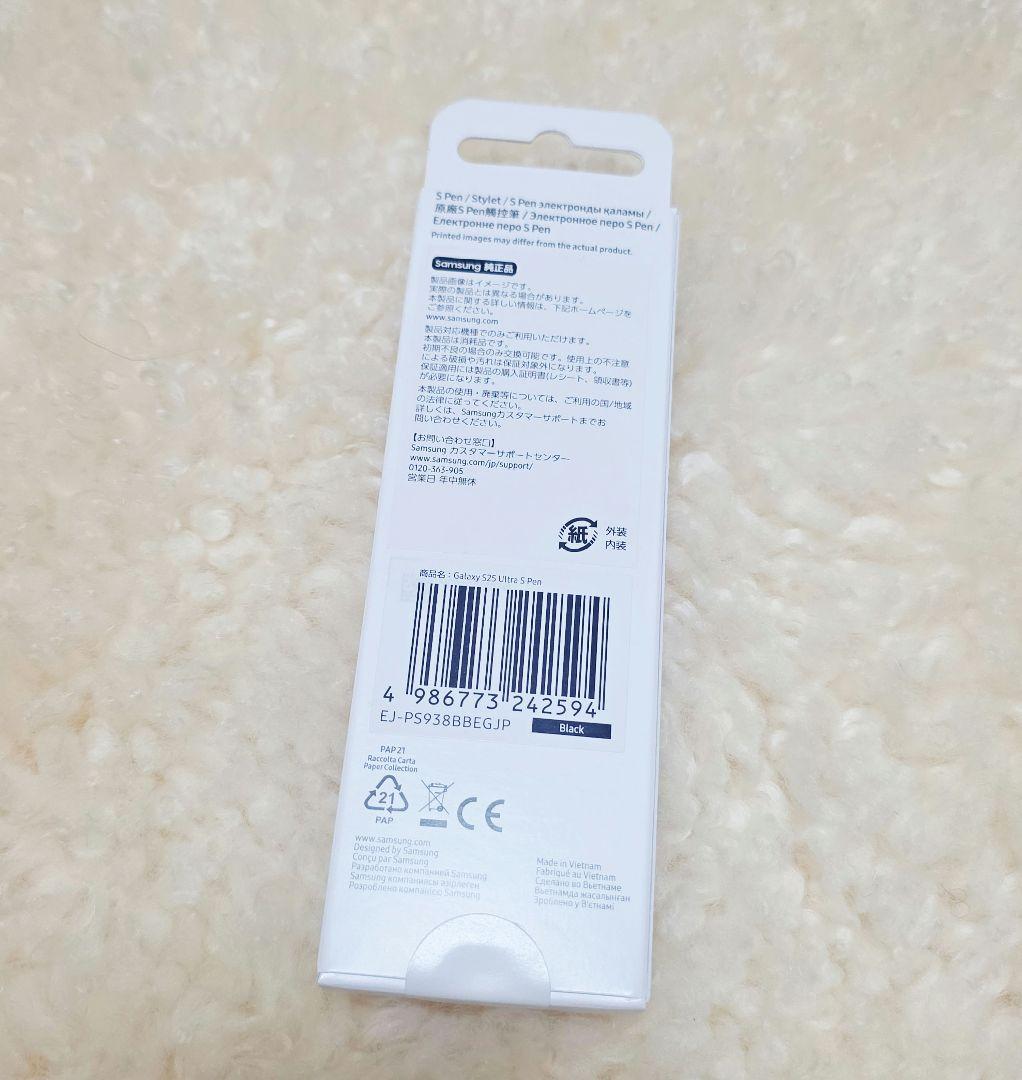 S Pen / Stylet / S Pen электронды қаламы /
原廠S Pen觸控筆 / Электронное перо S Pen /
Електронне перо S Pen
Printed images may differ from the actual product.
Samsung 純正品
製品画像はイメージです。
実際の製品とは異なる場合があります。
本製品に関する詳しい情報は、下記ホームページを
ご参照ください。
www.samsung.com
製品対応機種でのみご利用いただけます。
本製品は消耗品です。
初期不良の場合のみ交換可能です。使用上の不注意
による破損や汚れは保証対象外になります。
保証適用には製品の購入証明書(レシート、領収書等)
が必要になります。
本製品の使用・廃棄等については、ご利用の国/地域
の法律に従ってください。
詳しくは、Samsungカスタマーサポートまでお
問い合わせください。
【お問い合わせ窓口】
Samsung カスタマーサポートセンター
www.samsung.com/jp/support/
0120-363-905
営業日 年中無休
紙 外装
内装
商品名：Galaxy S25 Ultra S Pen
4 986773 242594
EJ-PS938BBEGJP Black
PAP 21
Raccolta Carta
Paper Collection
21
PAP
CE
www.samsung.com
Designed by Samsung
Conçu par Samsung
Разработано компанией Samsung
Samsung компаниясы әзірлеген
Розроблено компанією Samsung
Made in Vietnam
Fabriqué au Vietnam
Сделано во Вьетнаме
Вьетнамда жасалынған
Зроблено у В'єтнамі